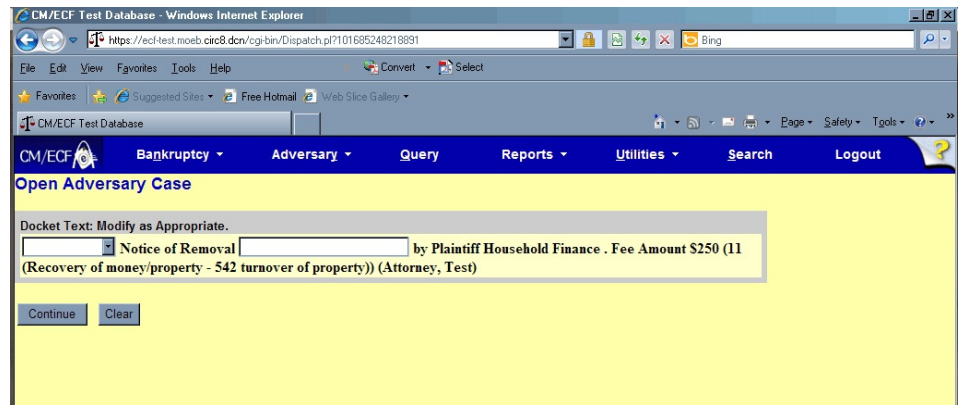 CM/ECF Test Database - Windows Internet Explorer
https://ecf-test.moeb.circ8.dcn/cgi-bin/Dispatch.pl?101685248218891 Bing
File Edit View Favorites Tools Help Convert Select
Favorites Suggested Sites Free Hotmail Web Slice Gallery
CM/ECF Test Database Page Safety Tools »
CM/ECF Bankruptcy Adversary Query Reports Utilities Search Logout ?
Open Adversary Case
Docket Text: Modify as Appropriate.
Notice of Removal by Plaintiff Household Finance . Fee Amount $250 (11
(Recovery of money/property - 542 turnover of property)) (Attorney, Test)
Continue Clear